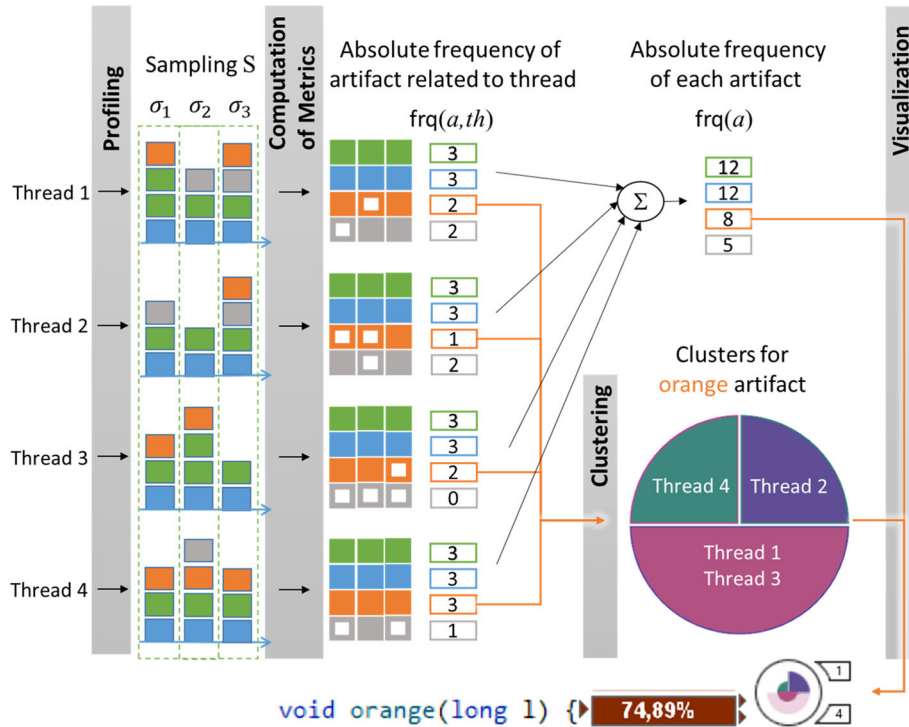 Profiling
Sampling S
σ1 σ2 σ3
Computation of Metrics
Absolute frequency of
artifact related to thread
frq(a,th)
Absolute frequency
of each artifact
frq(a)
Visualization
Thread 1
3
3
2
2
Σ
12
12
8
5
Thread 2
3
3
1
2
Thread 3
3
3
2
0
Thread 4
3
3
3
1
Clustering
Clusters for
orange artifact
Thread 4
Thread 2
Thread 1
Thread 3
void orange(long l) {
74,89%
1
4